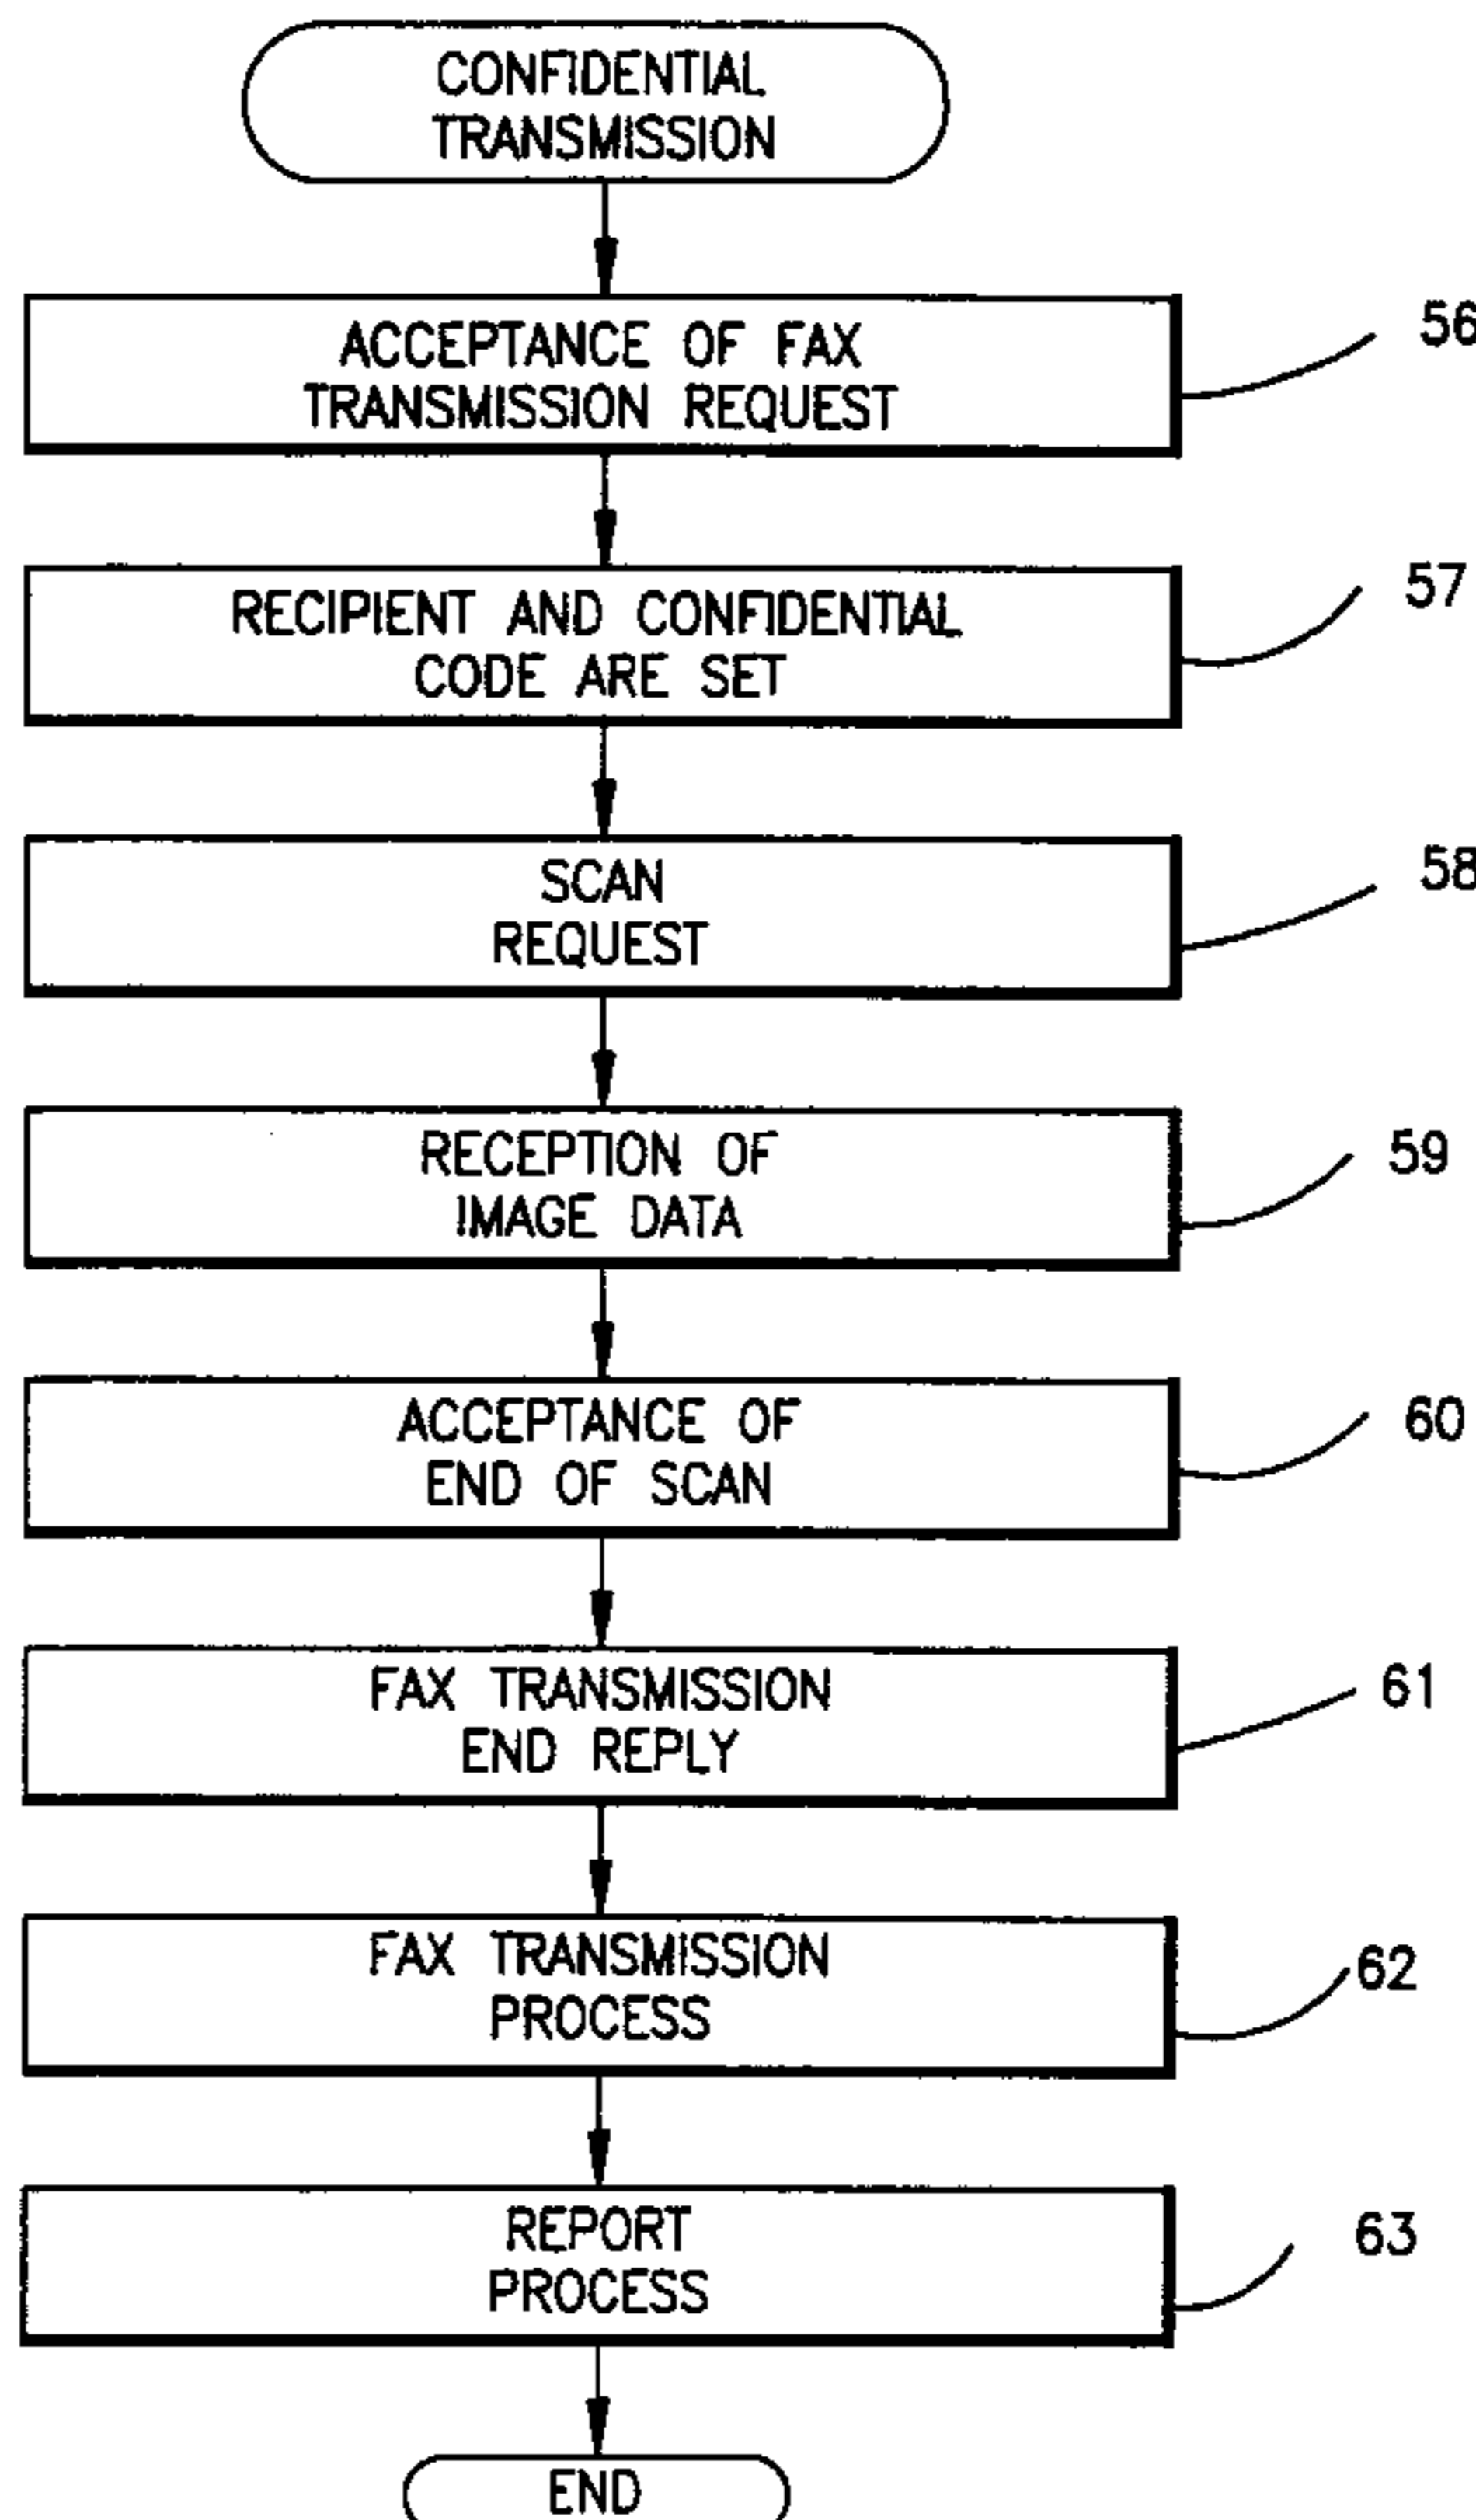 CONFIDENTIAL
TRANSMISSION
ACCEPTANCE OF FAX
TRANSMISSION REQUEST
56
RECIPIENT AND CONFIDENTIAL
CODE ARE SET
57
SCAN
REQUEST
58
RECEPTION OF
IMAGE DATA
59
ACCEPTANCE OF
END OF SCAN
60
FAX TRANSMISSION
END REPLY
61
FAX TRANSMISSION
PROCESS
62
REPORT
PROCESS
63
END